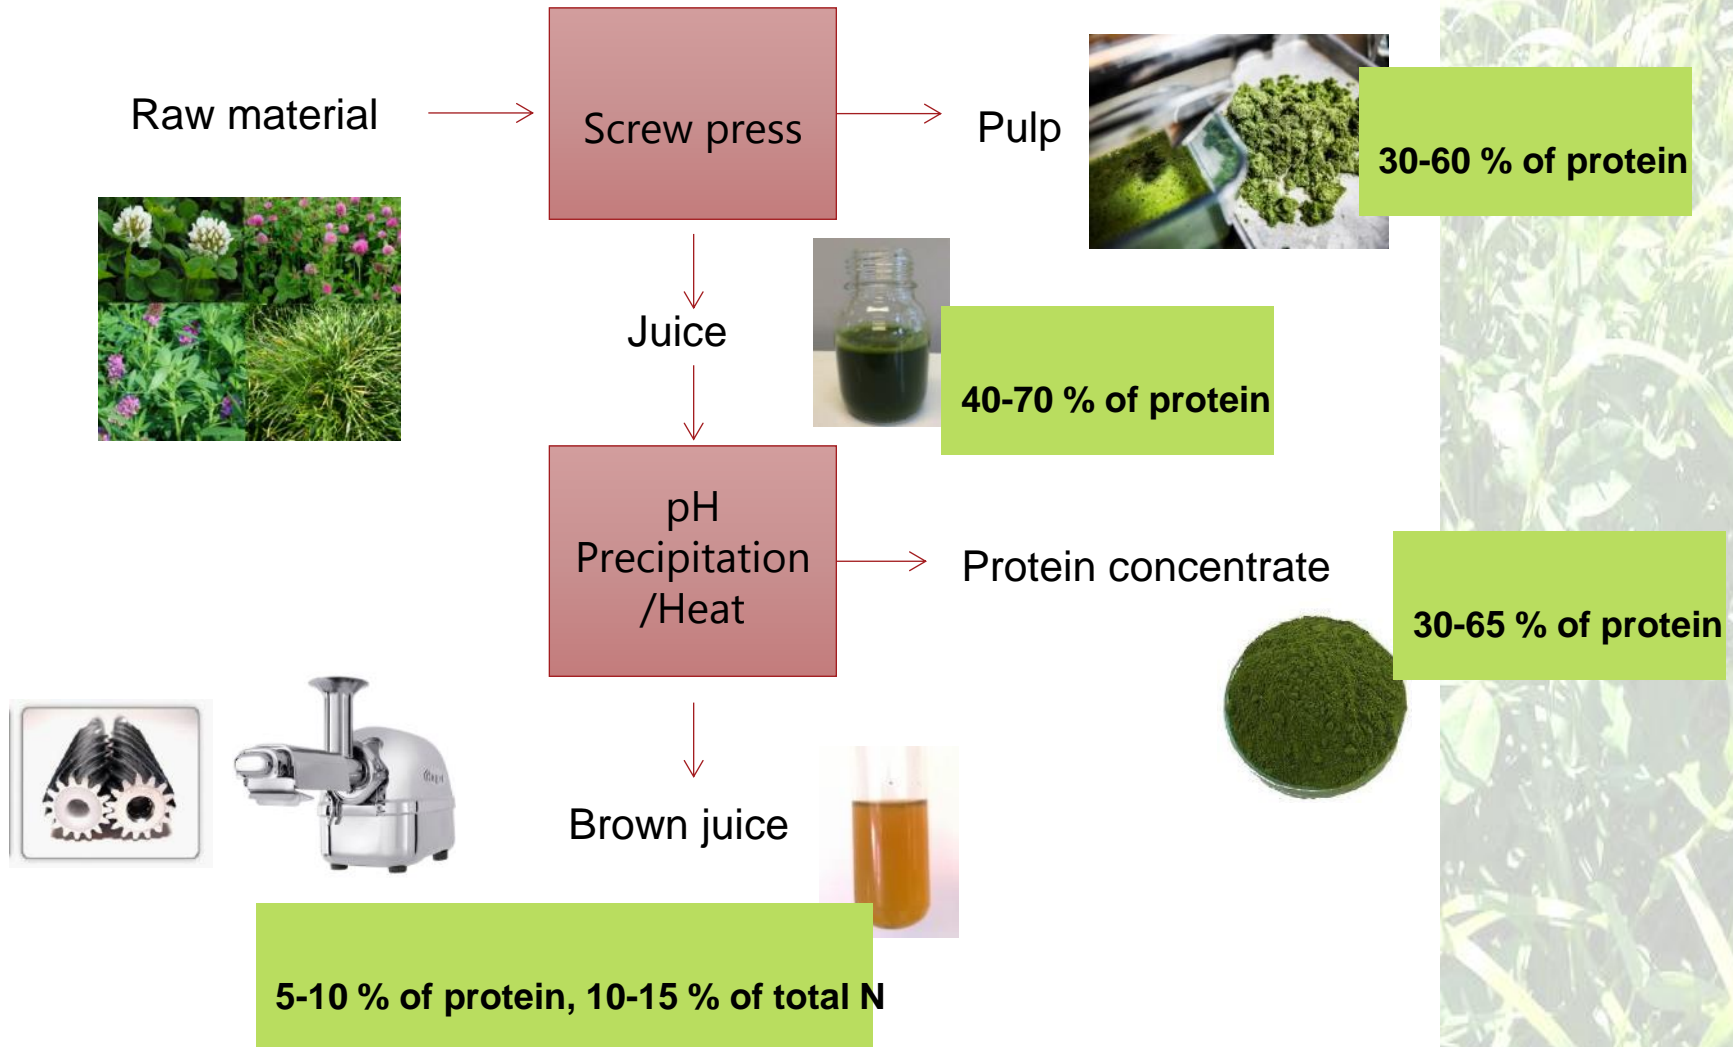 Raw material
Screw press
Pulp
30-60 % of protein
Juice
40-70 % of protein
pH
Precipitation
/Heat
Protein concentrate
30-65 % of protein
Brown juice
5-10 % of protein, 10-15 % of total N